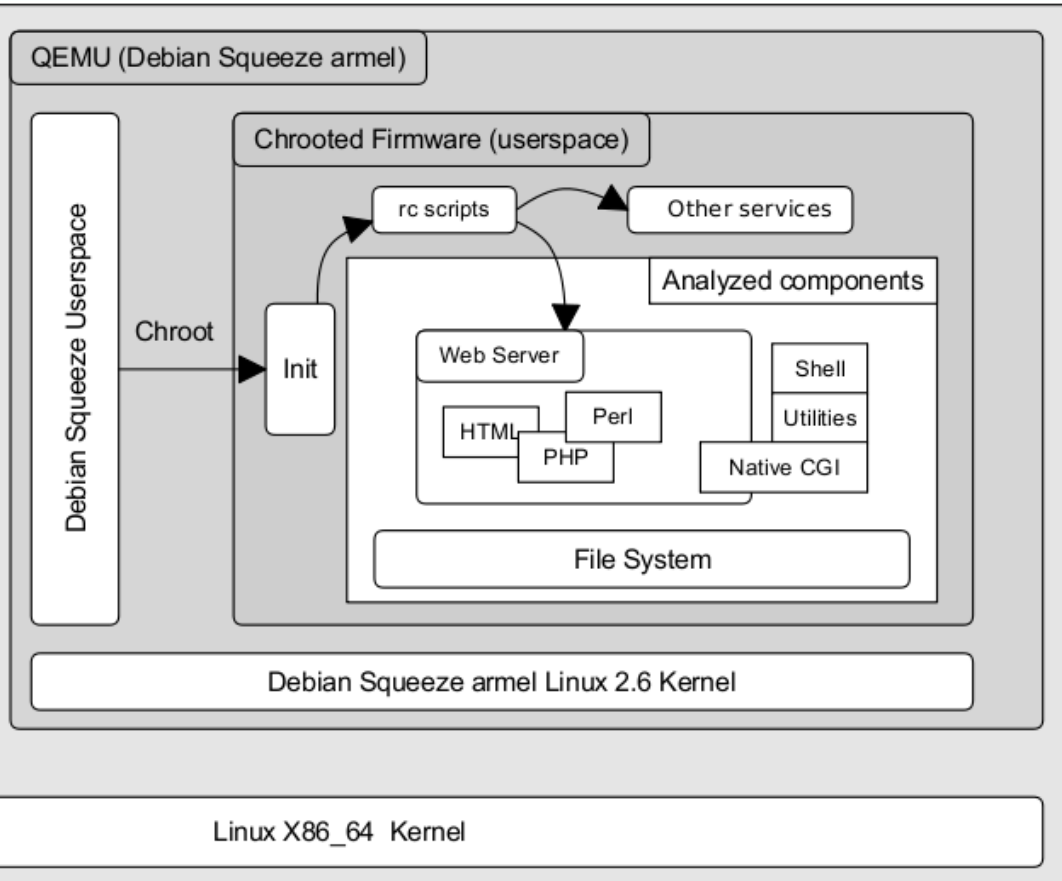 QEMU (Debian Squeeze armel)
Debian Squeeze Userspace
Chroot
Chrooted Firmware (userspace)
rc scripts
Other services
Init
Analyzed components
Web Server
HTML
PHP
Perl
Shell
Utilities
Native CGI
File System
Debian Squeeze armel Linux 2.6 Kernel
Linux X86_64 Kernel